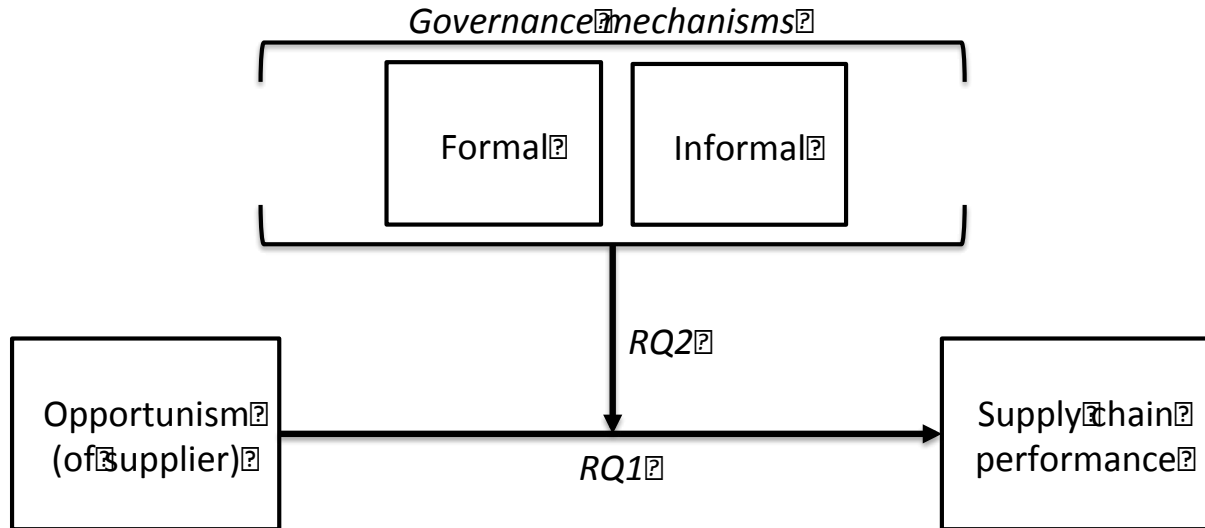 Governance mechanisms
Formal
Informal
RQ2
Opportunism
(of supplier)
RQ1
Supply chain
performance